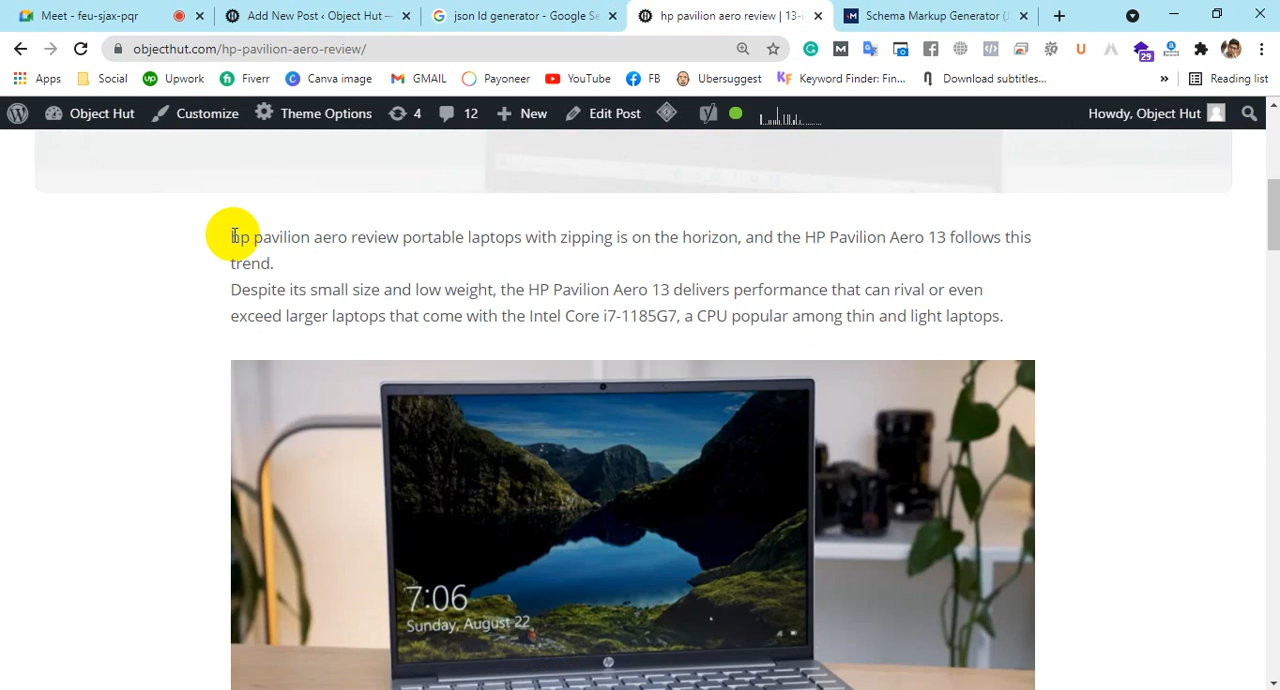 Meet - feu-sjax-pqr
Add New Post ‹ Object Hut —
json ld generator - Google Se
hp pavilion aero review | 13-i
Schema Markup Generator (J
objecthut.com/hp-pavilion-aero-review/
29
Apps
Social
Upwork
Fiverr
Canva image
GMAIL
Payoneer
YouTube
FB
Ubersuggest
Keyword Finder: Fin...
Download subtitles...
»
Reading list
Object Hut
Customize
Theme Options
4
12
New
Edit Post
Howdy, Object Hut
hp pavilion aero review portable laptops with zipping is on the horizon, and the HP Pavilion Aero 13 follows this
trend.
Despite its small size and low weight, the HP Pavilion Aero 13 delivers performance that can rival or even
exceed larger laptops that come with the Intel Core i7-1185G7, a CPU popular among thin and light laptops.
7:06
Sunday, August 22
hp